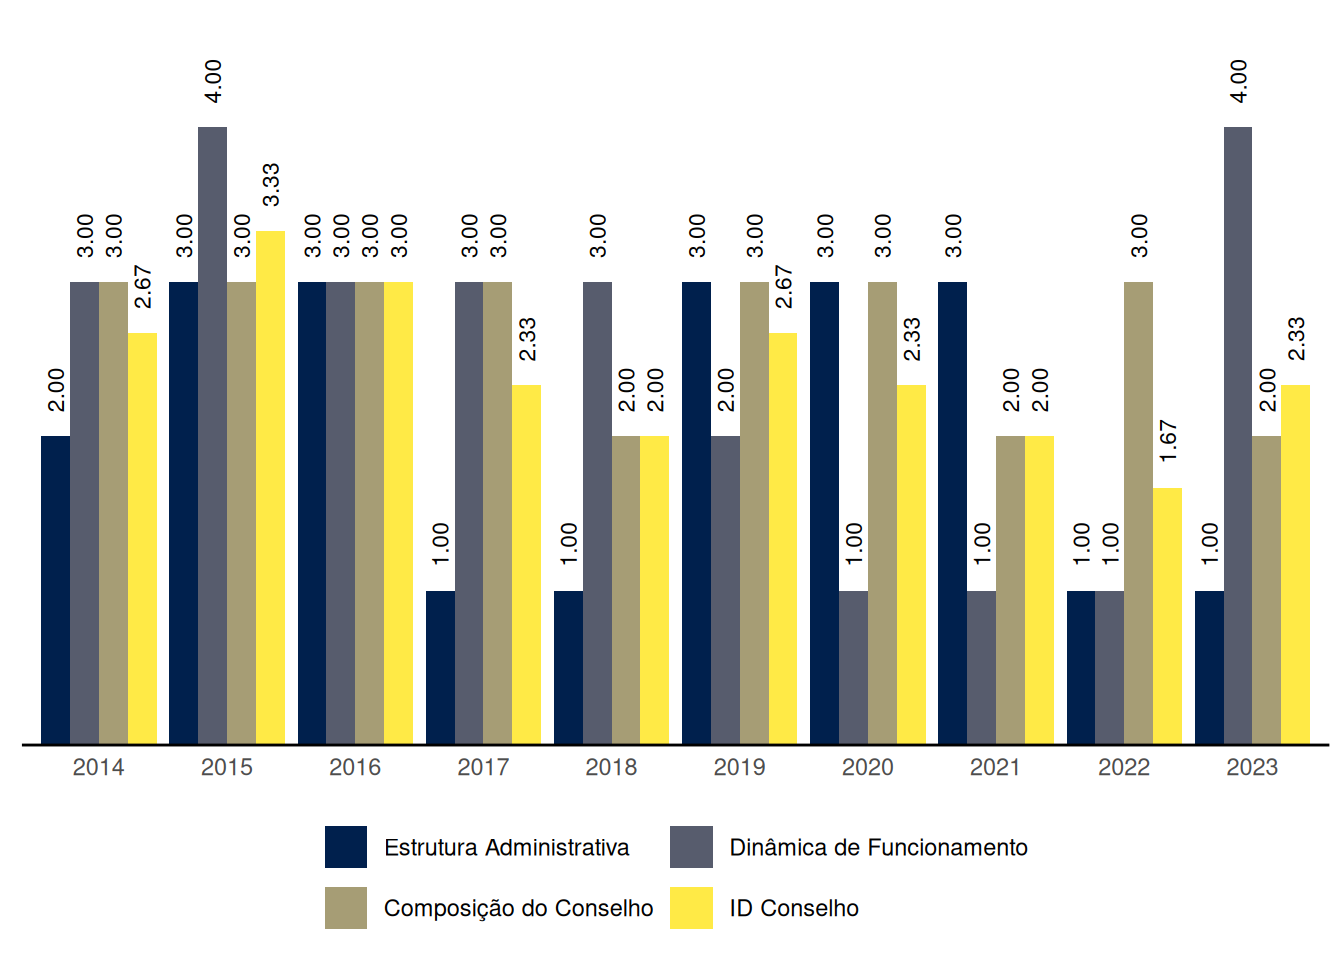 2.00 3.00 3.00 2.67 3.00 4.00 3.00 3.33 3.00 3.00 3.00 3.00 1.00 3.00 3.00 2.33 1.00 3.00 2.00 2.00 3.00 2.00 3.00 2.67 3.00 1.00 3.00 2.33 3.00 1.00 2.00 2.00 1.00 1.00 3.00 1.67 1.00 4.00 2.00 2.33
2014 2015 2016 2017 2018 2019 2020 2021 2022 2023
Estrutura Administrativa Dinâmica de Funcionamento
Composição do Conselho ID Conselho